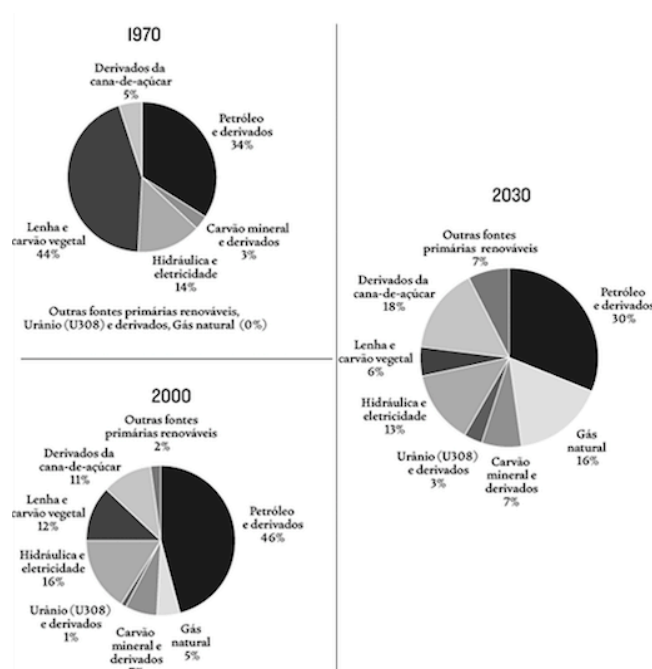 1970
Derivados da
cana-de-açúcar
5%
Petróleo
e derivados
34%
Carvão mineral
e derivados
3%
Hidráulica e
eletricidade
14%
Lenha e
carvão vegetal
44%
Outras fontes primárias renováveis,
Urânio (U308) e derivados, Gás natural (0%)
2000
Outras fontes
primárias renováveis
2%
Petróleo
e derivados
46%
Gás
natural
5%
Carvão
mineral e
derivados
Urânio (U308)
e derivados
1%
Hidráulica e
eletricidade
16%
Lenha e
carvão vegetal
12%
Derivados da
cana-de-açúcar
11%
2030
Outras fontes
primárias renováveis
7%
Petróleo
e derivados
30%
Gás
natural
16%
Carvão
mineral e
derivados
7%
Urânio (U308)
e derivados
3%
Hidráulica e
eletricidade
13%
Lenha e
carvão vegetal
6%
Derivados da
cana-de-açúcar
18%